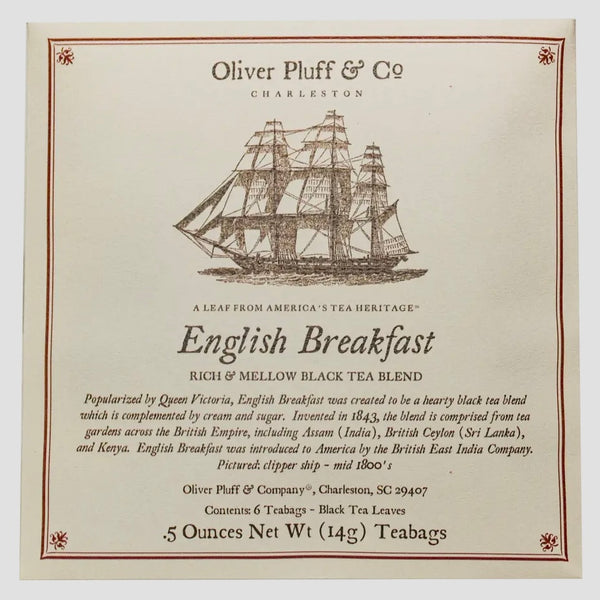 Oliver Pluff & Co
CHARLESTON
A LEAF FROM AMERICA'S TEA HERITAGE™
English Breakfast
RICH & MELLOW BLACK TEA BLEND
Popularized by Queen Victoria, English Breakfast was created to be a hearty black tea blend
which is complemented by cream and sugar. Invented in 1843, the blend is comprised from tea
gardens across the British Empire, including Assam (India), British Ceylon (Sri Lanka),
and Kenya. English Breakfast was introduced to America by the British East India Company.
Pictured: clipper ship - mid 1800's
Oliver Pluff & Company®, Charleston, SC 29407
Contents: 6 Teabags - Black Tea Leaves
.5 Ounces Net Wt (14g) Teabags